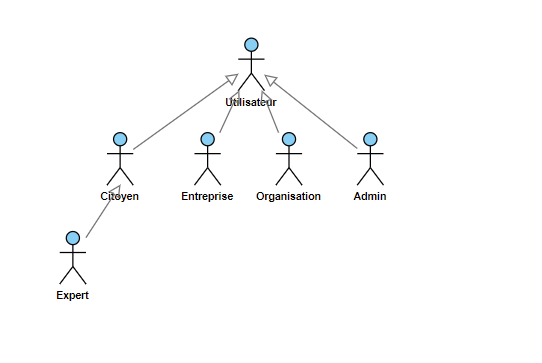 Utilisateur
Citoyen
Entreprise
Organisation
Admin
Expert